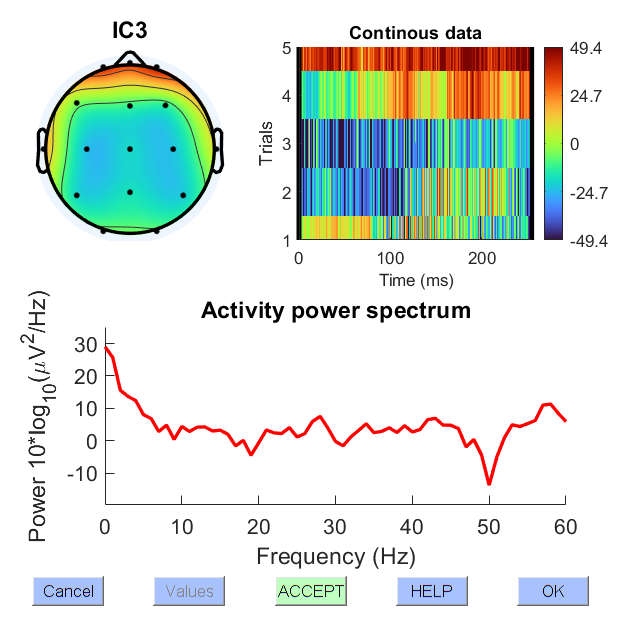 IC3
Continous data
Trials
5
4
3
2
1
0
100
200
Time (ms)
49.4
24.7
0
-24.7
-49.4
Activity power spectrum
Power 10*log10(μV2/Hz)
30
20
10
0
-10
0
10
20
30
40
50
60
Frequency (Hz)
Cancel
Values
ACCEPT
HELP
OK